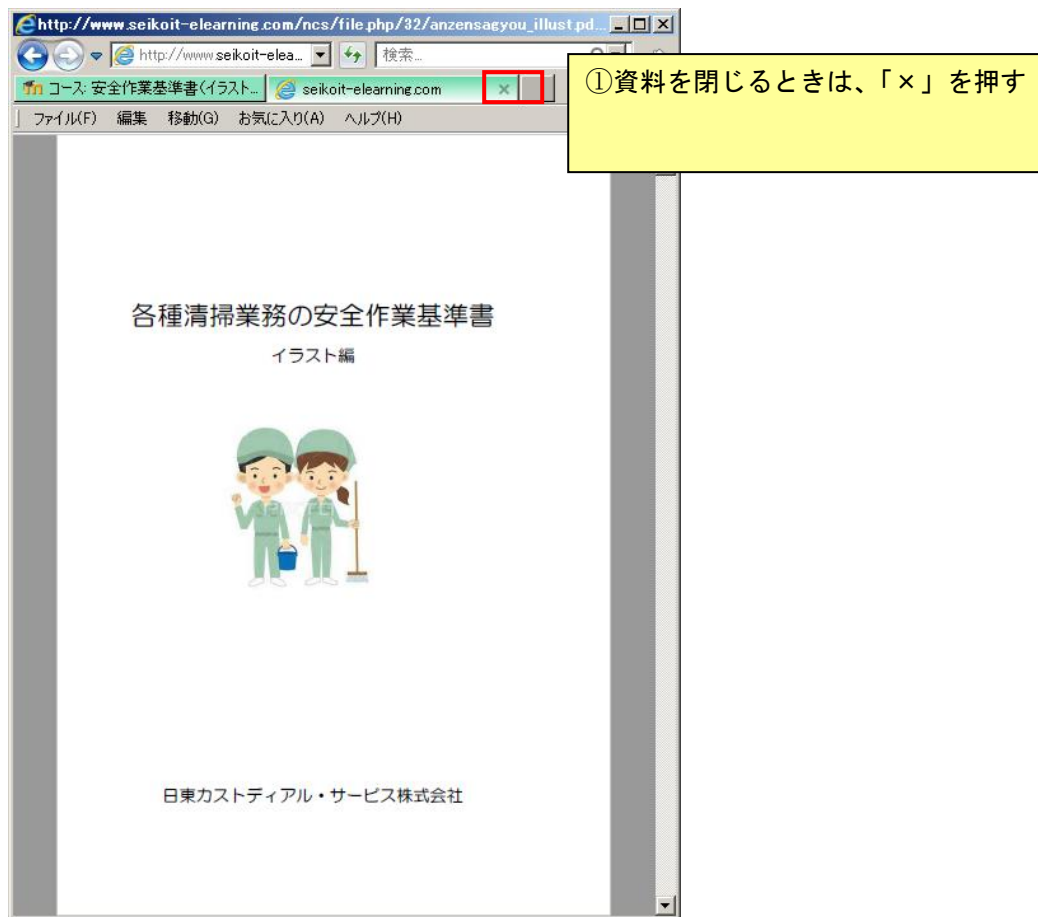 http://www.seikoit-elearning.com/ncs/file.php/32/anzensagyou_illust.pd...
http://www.seikoit-elea...
検索...
コース: 安全作業基準書(イラスト...
seikoit-elearning.com
×
①資料を閉じるときは、「×」を押す
ファイル(F) 編集 移動(G) お気に入り(A) ヘルプ(H)
各種清掃業務の安全作業基準書
イラスト編
日東カストディアル・サービス株式会社